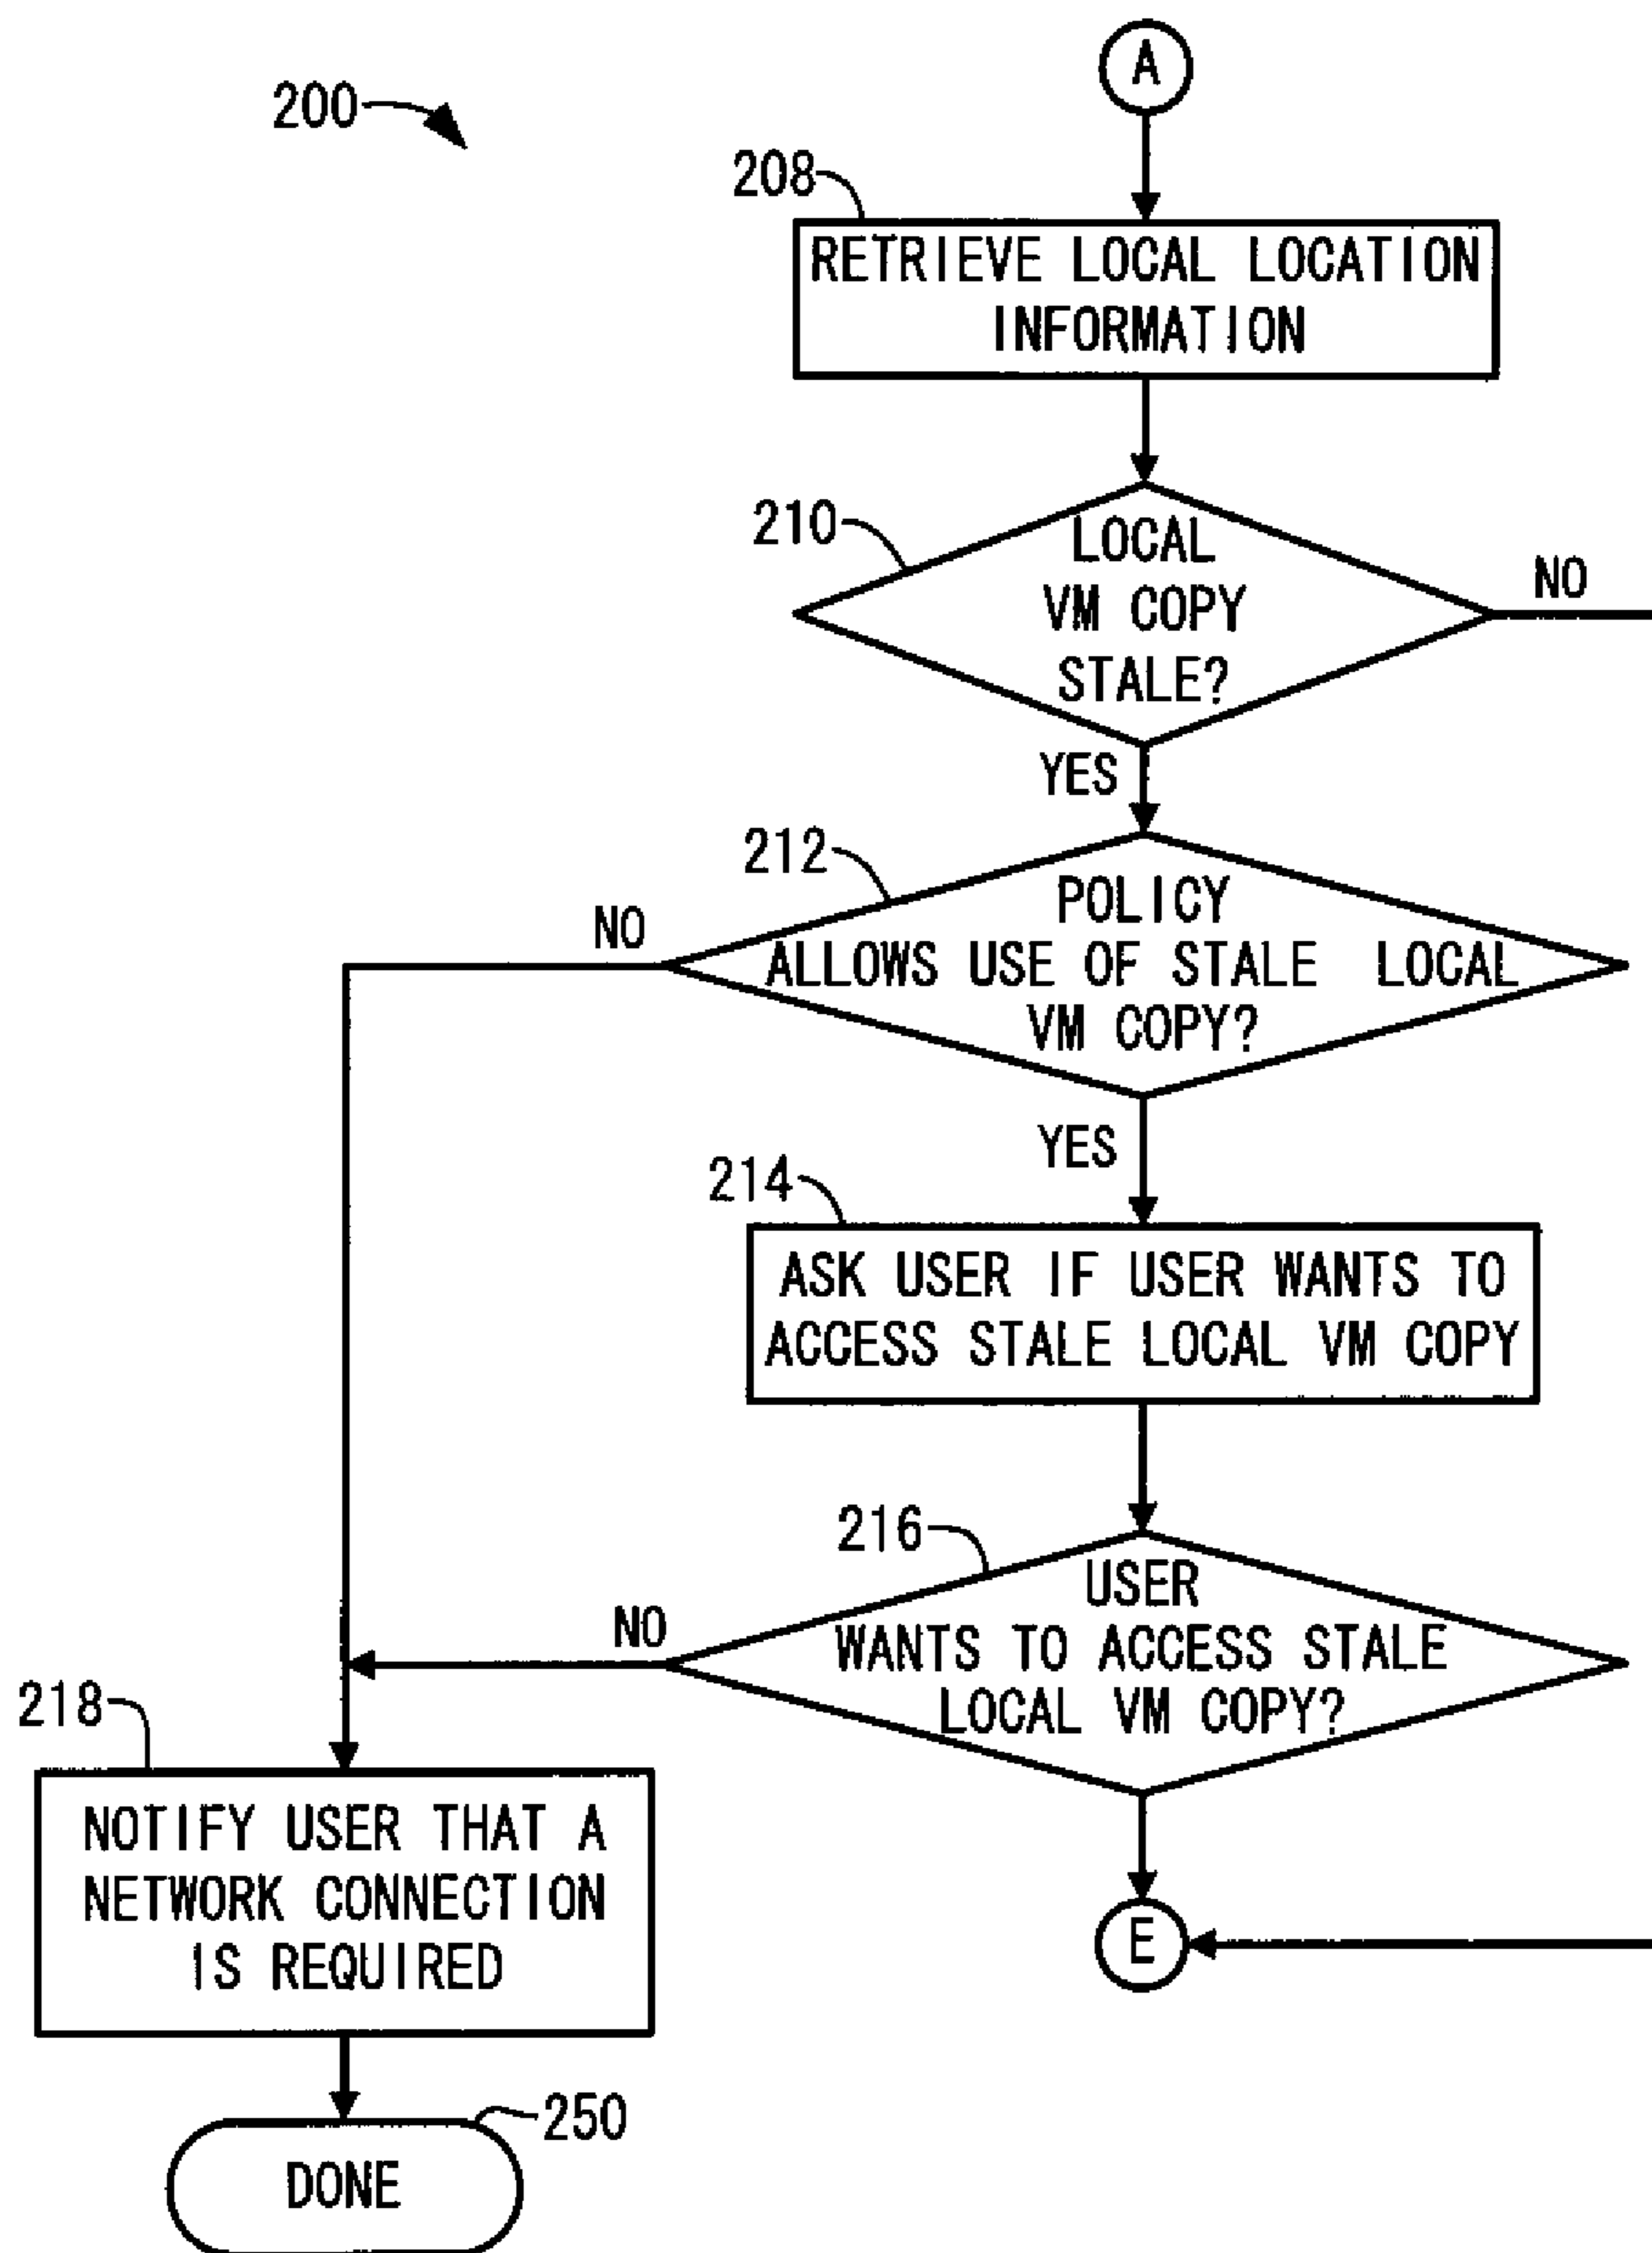 A
200
208
RETRIEVE LOCAL LOCATION
INFORMATION
210
LOCAL
VM COPY
STALE?
NO
YES
212
POLICY
ALLOWS USE OF STALE LOCAL
VM COPY?
NO
YES
214
ASK USER IF USER WANTS TO
ACCESS STALE LOCAL VM COPY
216
USER
WANTS TO ACCESS STALE
LOCAL VM COPY?
NO
218
NOTIFY USER THAT A
NETWORK CONNECTION
IS REQUIRED
E
250
DONE